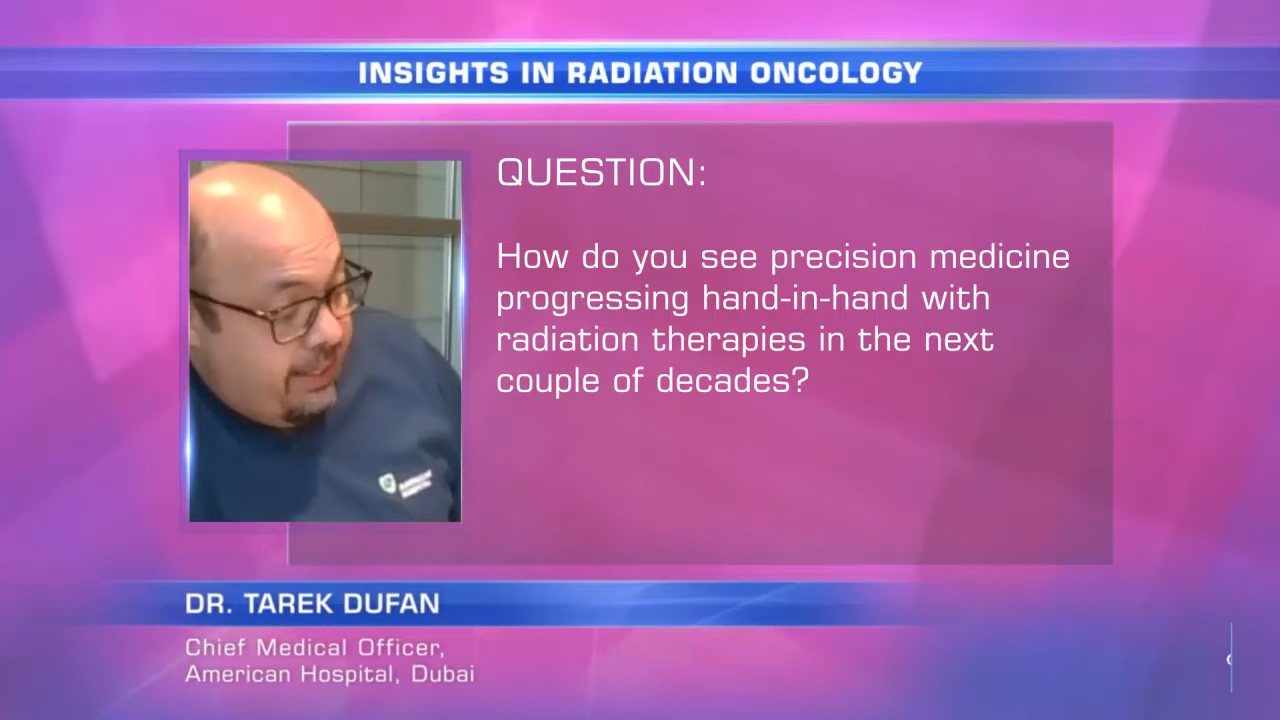 INSIGHTS IN RADIATION ONCOLOGY
QUESTION:
How do you see precision medicine
progressing hand-in-hand with
radiation therapies in the next
couple of decades?
DR. TAREK DUFAN
Chief Medical Officer,
American Hospital, Dubai